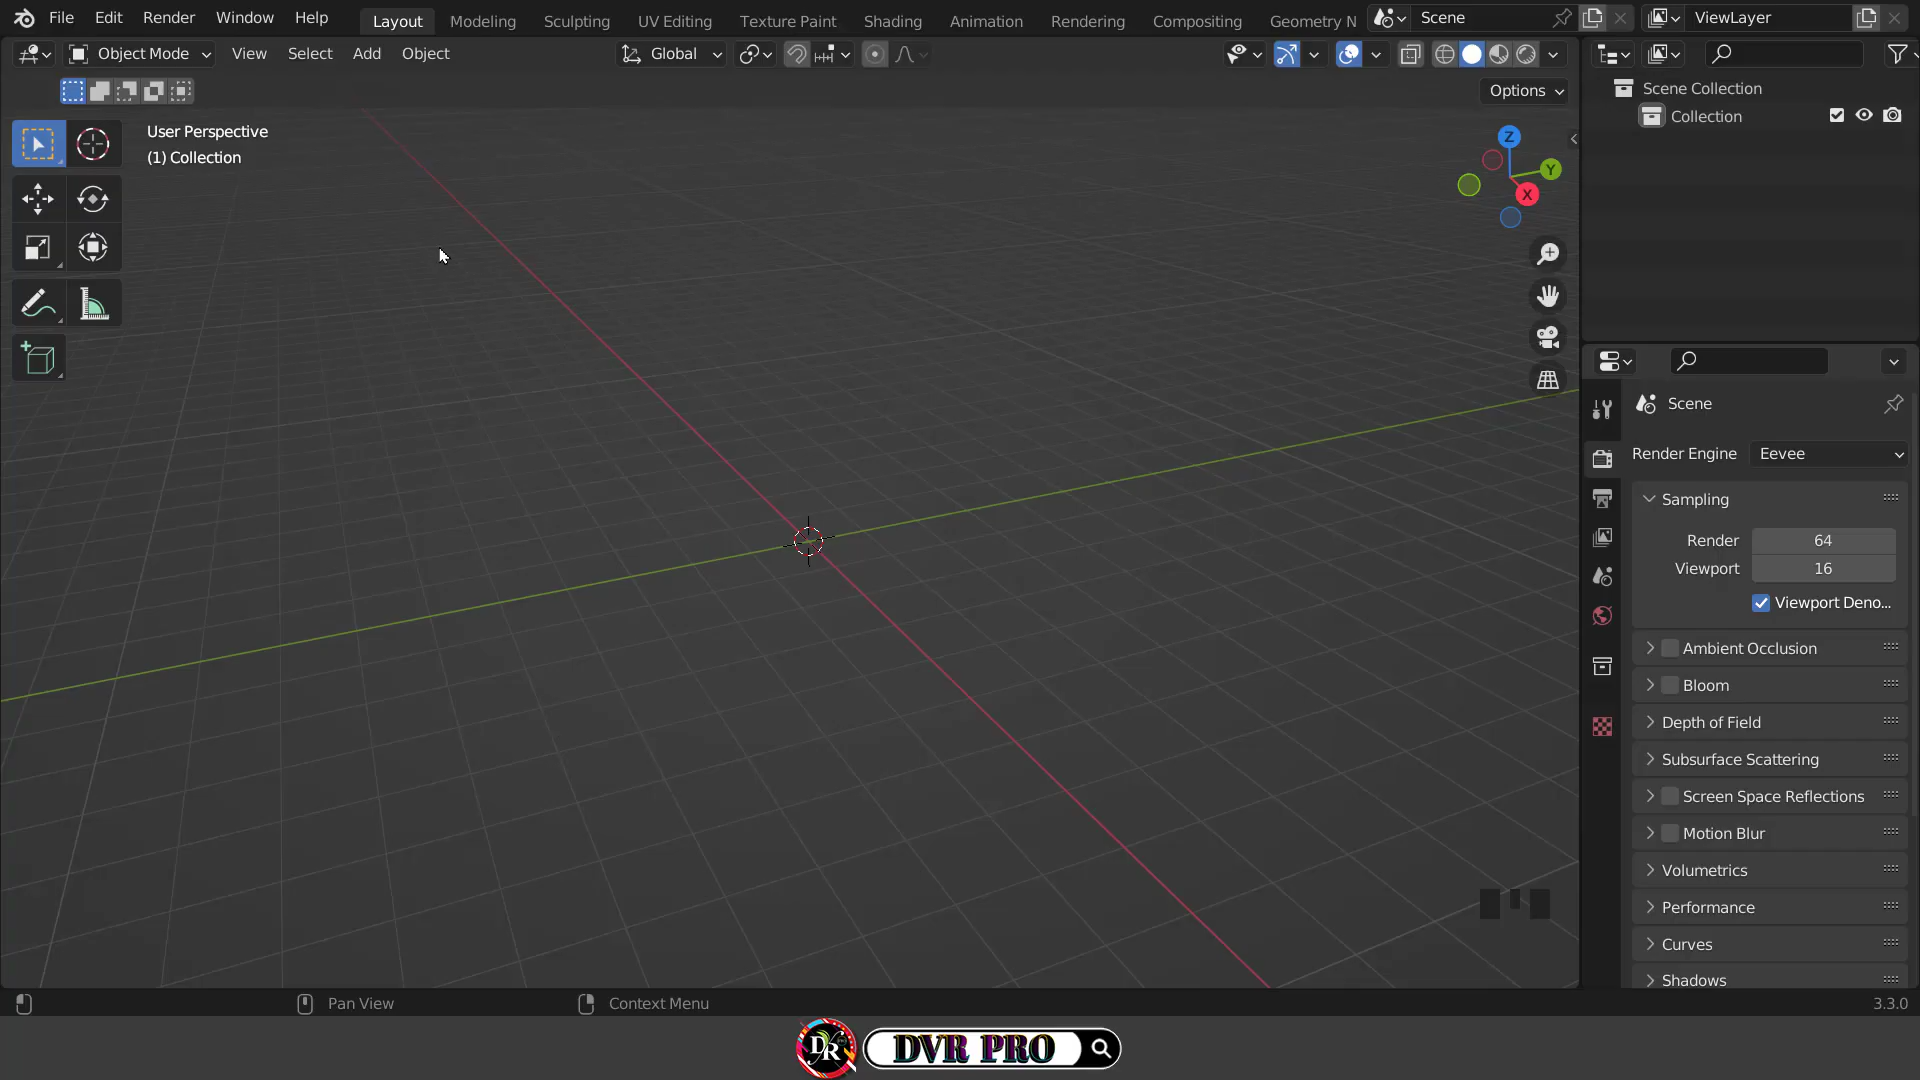 File Edit Render Window Help Layout Modeling Sculpting UV Editing Texture Paint Shading Animation Rendering Compositing Geometry N Scene ViewLayer
Object Mode View Select Add Object Global
Options
User Perspective
(1) Collection
Z
Y
X
Scene Collection
Collection
Scene
Render Engine Eevee
Sampling
Render 64
Viewport 16
Viewport Deno...
Ambient Occlusion
Bloom
Depth of Field
Subsurface Scattering
Screen Space Reflections
Motion Blur
Volumetrics
Performance
Curves
Shadows
Pan View Context Menu 3.3.0
DR DVR PRO